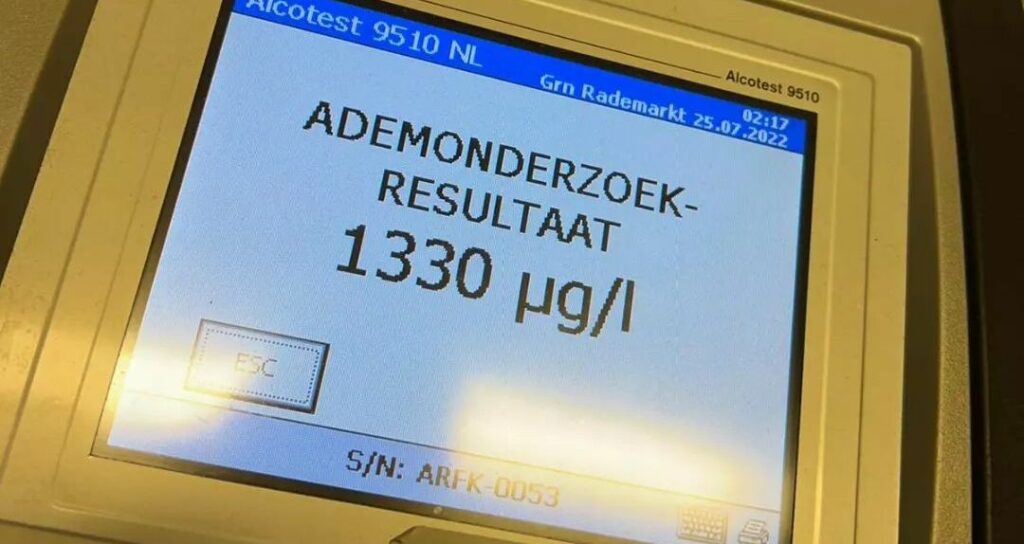 Alcotest 9510 NL
Alcotest 9510
02:17
Grn Rademarkt 25.07.2022
ADEMONDERZOEK-
RESULTAAT
1330 µg/l
ESC
S/N: ARFK-0053